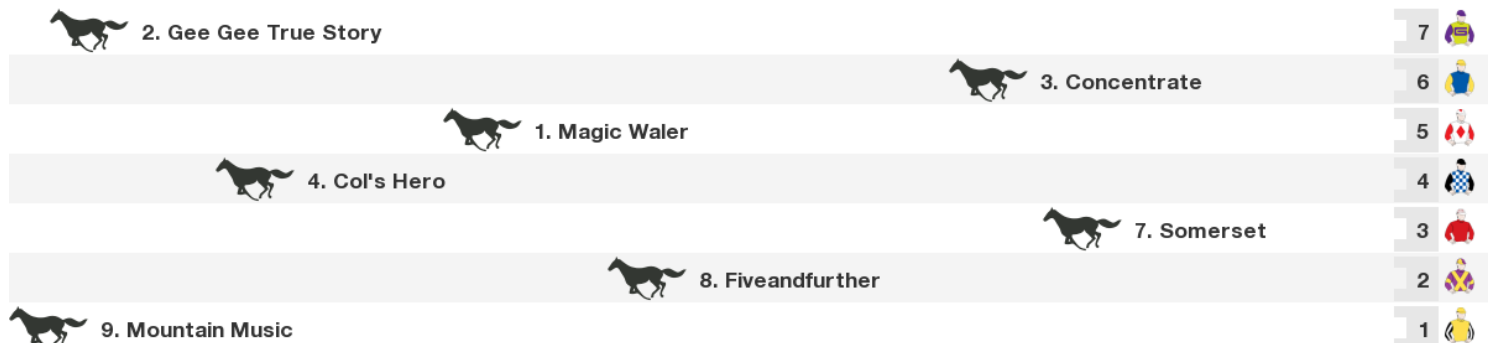 2. Gee Gee True Story 7
3. Concentrate 6
1. Magic Waler 5
4. Col's Hero 4
7. Somerset 3
8. Fiveandfurther 2
9. Mountain Music 1